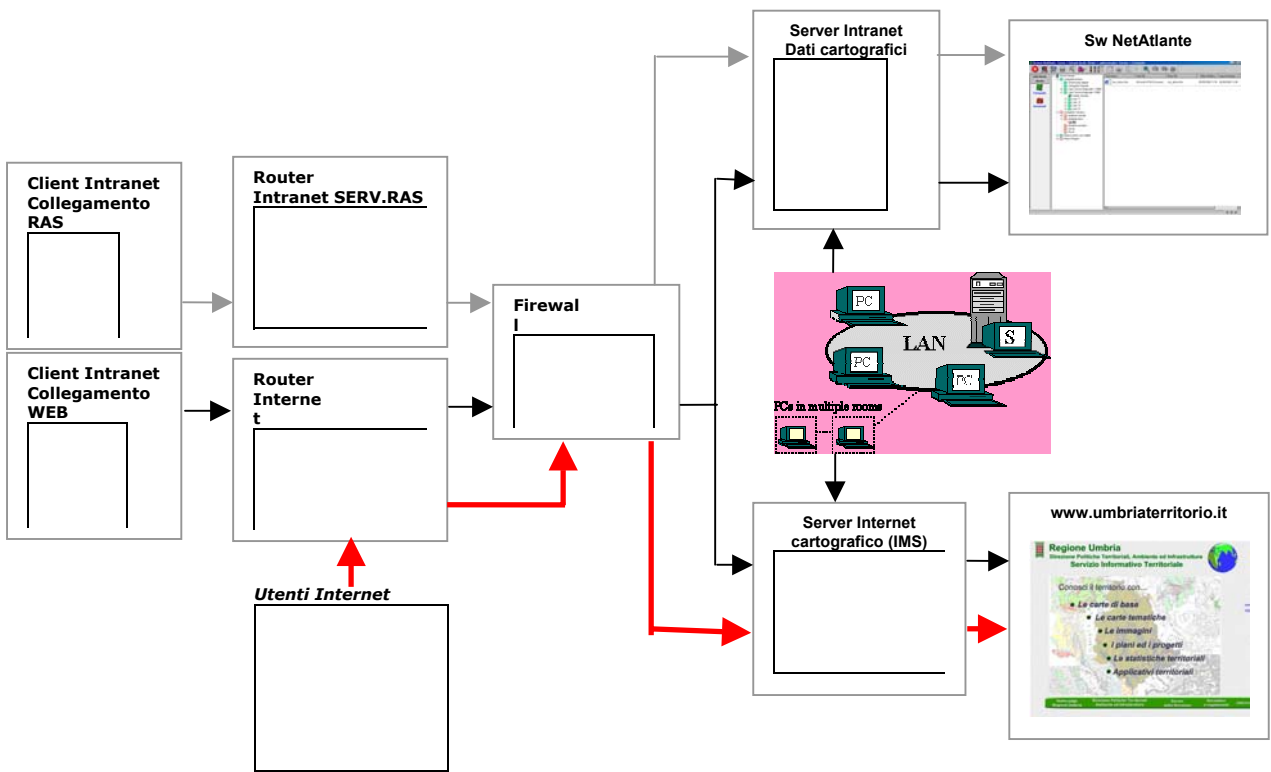 Client Intranet
Collegamento
RAS
Client Intranet
Collegamento
WEB
Router
Intranet SERV.RAS
Router
Interne
t
Utenti Internet
Firewal
l
Server Intranet
Dati cartografici
Sw NetAtlante
PC
LAN
S
PC
PC
PCs in multiple rooms
Server Internet
cartografico (IMS)
www.umbriaterritorio.it
Regione Umbria
Direzione Politiche Territoriali, Ambiente ed Infrastrutture
Servizio Informativo Territoriale
Conosci il territorio con...
Le carte di base
Le carte tematiche
Le immagini
I piani ed i progetti
Le statistiche territoriali
Applicativi territoriali